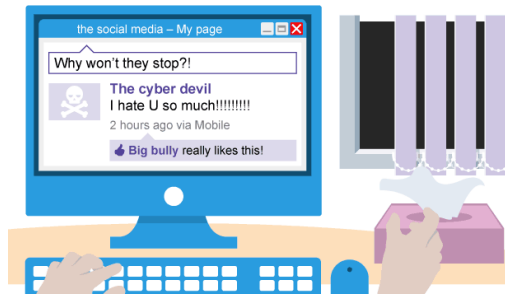 the social media – My page
Why won't they stop?!
The cyber devil
I hate U so much!!!!!!!!!
2 hours ago via Mobile
Big bully really likes this!